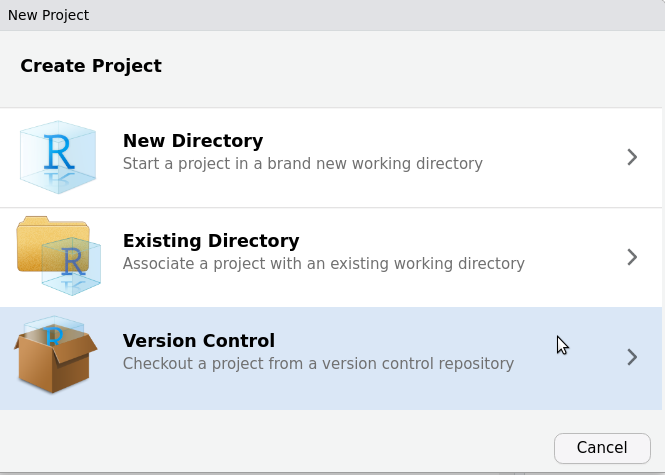 New Project
Create Project
R
New Directory
Start a project in a brand new working directory
R
Existing Directory
Associate a project with an existing working directory
R
Version Control
Checkout a project from a version control repository
Cancel